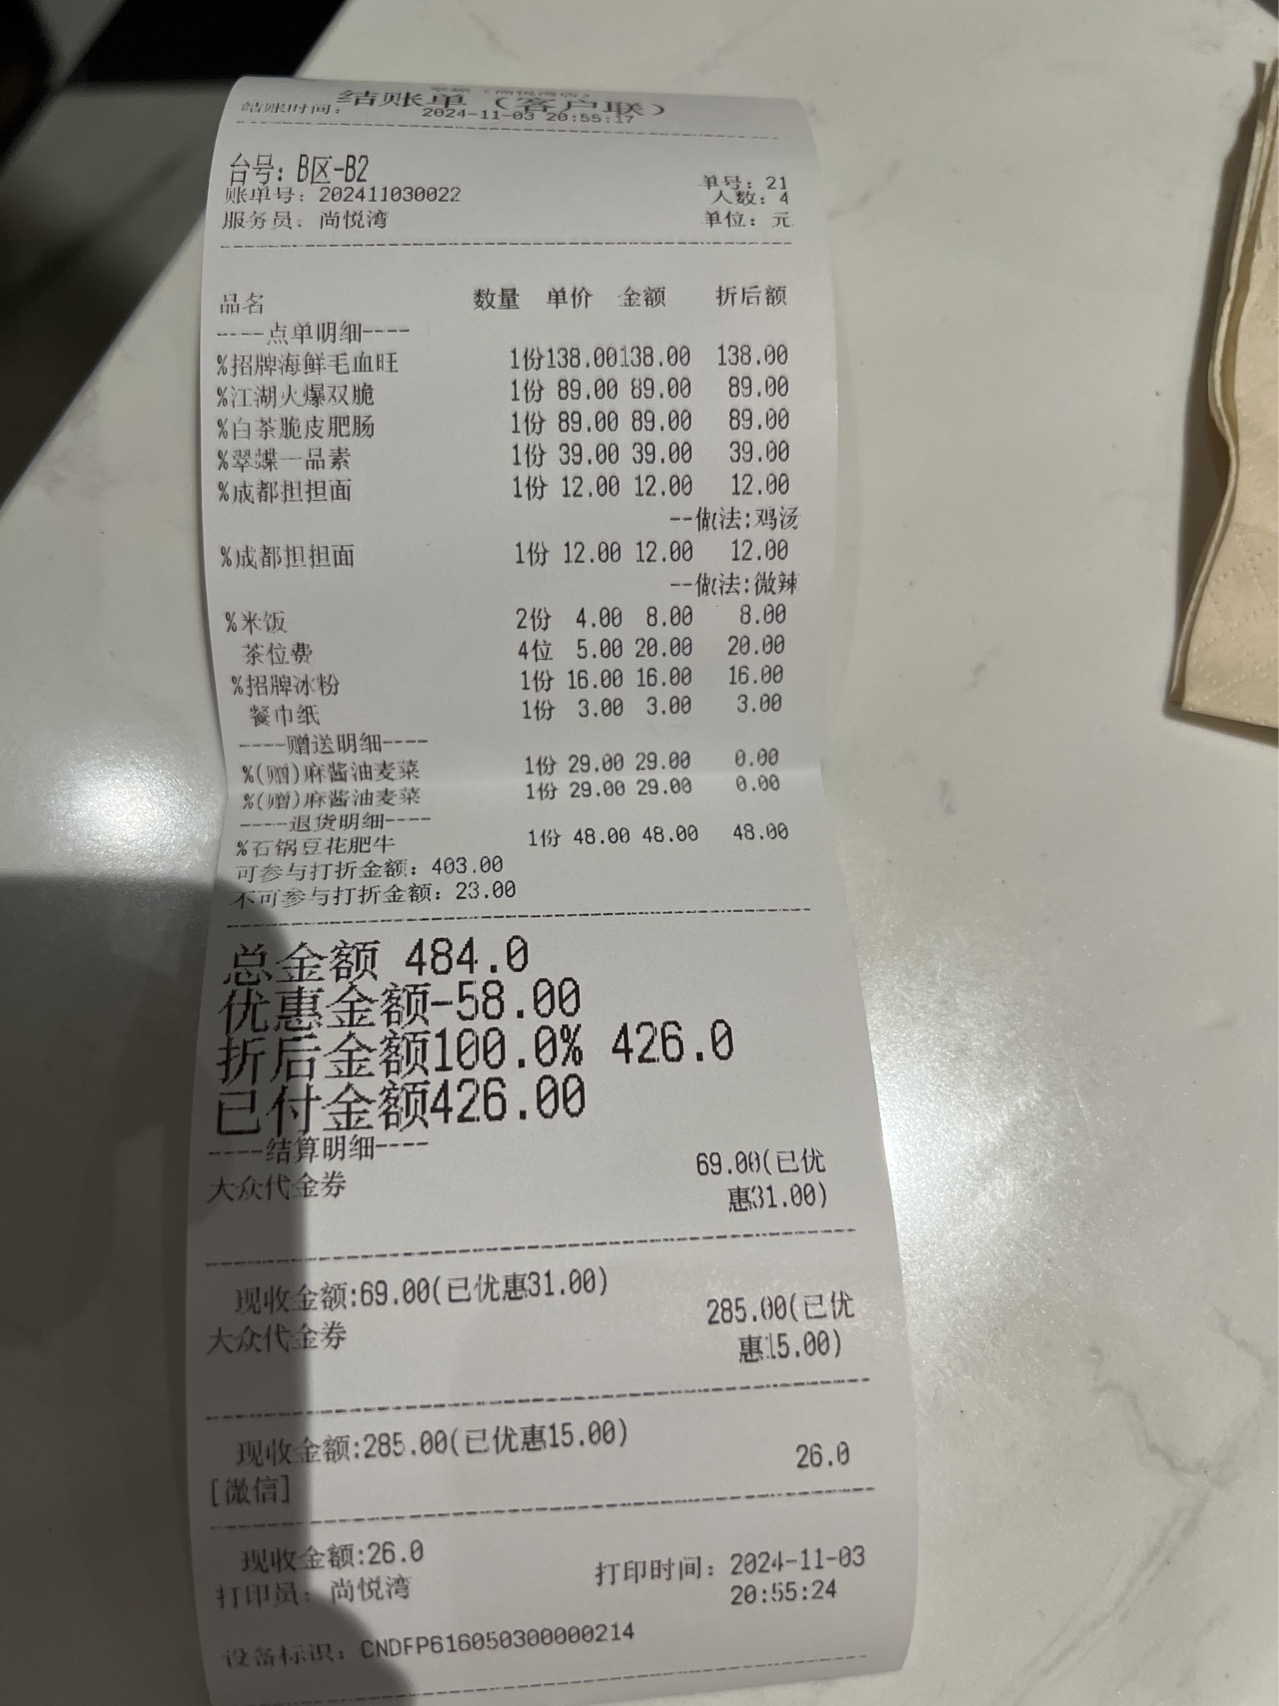 结账单（客户联）
结账时间： 2024-11-03 20:55:17
台号：B区-B2
账单号：202411030022 单号：21
人数：4
服务员：尚悦湾 单位：元
品名 数量 单价 金额 折后额
----点单明细----
%招牌海鲜毛血旺 1份138.00138.00 138.00
%江湖火爆双脆 1份 89.00 89.00 89.00
%白茶脆皮肥肠 1份 89.00 89.00 89.00
%翠蝶一品素 1份 39.00 39.00 39.00
%成都担担面 1份 12.00 12.00 12.00
--做法:鸡汤
%成都担担面 1份 12.00 12.00 12.00
--做法:微辣
%米饭 2份 4.00 8.00 8.00
茶位费 4位 5.00 20.00 20.00
%招牌冰粉 1份 16.00 16.00 16.00
餐巾纸 1份 3.00 3.00 3.00
----赠送明细----
%(赠)麻酱油麦菜 1份 29.00 29.00 0.00
%(赠)麻酱油麦菜 1份 29.00 29.00 0.00
----退货明细----
%石锅豆花肥牛 1份 48.00 48.00 48.00
可参与打折金额：403.00
不可参与打折金额：23.00
总金额 484.0
优惠金额-58.00
折后金额100.0% 426.0
已付金额426.00
----结算明细----
大众代金券 69.00(已优
惠31.00)
现收金额:69.00(已优惠31.00)
大众代金券 285.00(已优
惠15.00)
现收金额:285.00(已优惠15.00)
[微信] 26.0
现收金额:26.0
打印员：尚悦湾 打印时间：2024-11-03
20:55:24
设备标识：CNDFP616050300000214